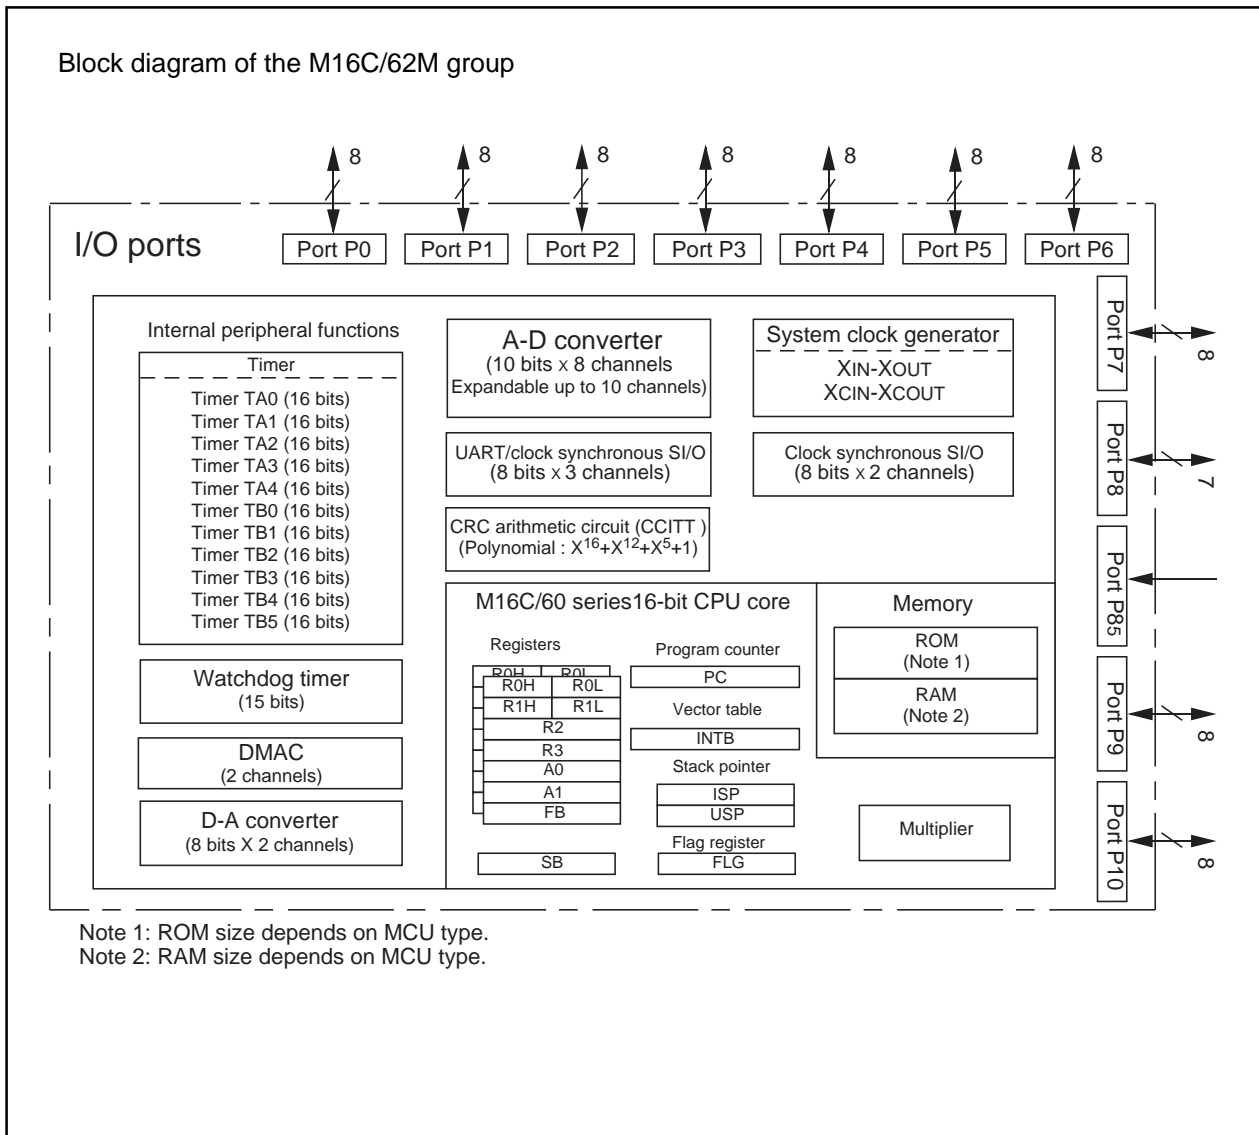 Block diagram of the M16C/62M group
8 8 8 8 8 8 8
I/O ports
Port P0 Port P1 Port P2 Port P3 Port P4 Port P5 Port P6
Port P7
8
Port P8
7
Port P85
Port P9
8
Port P10
8
Internal peripheral functions
Timer
Timer TA0 (16 bits)
Timer TA1 (16 bits)
Timer TA2 (16 bits)
Timer TA3 (16 bits)
Timer TA4 (16 bits)
Timer TB0 (16 bits)
Timer TB1 (16 bits)
Timer TB2 (16 bits)
Timer TB3 (16 bits)
Timer TB4 (16 bits)
Timer TB5 (16 bits)
Watchdog timer
(15 bits)
DMAC
(2 channels)
D-A converter
(8 bits X 2 channels)
A-D converter
(10 bits x 8 channels
Expandable up to 10 channels)
System clock generator
XIN-XOUT
XCIN-XCOUT
UART/clock synchronous SI/O
(8 bits x 3 channels)
Clock synchronous SI/O
(8 bits x 2 channels)
CRC arithmetic circuit (CCITT )
(Polynomial : X¹⁶+X¹²+X⁵+1)
M16C/60 series16-bit CPU core
Registers
R0H R0L
R0H R0L
R1H R1L
R2
R3
A0
A1
FB
SB
Program counter
PC
Vector table
INTB
Stack pointer
ISP
USP
Flag register
FLG
Memory
ROM
(Note 1)
RAM
(Note 2)
Multiplier
Note 1: ROM size depends on MCU type.
Note 2: RAM size depends on MCU type.